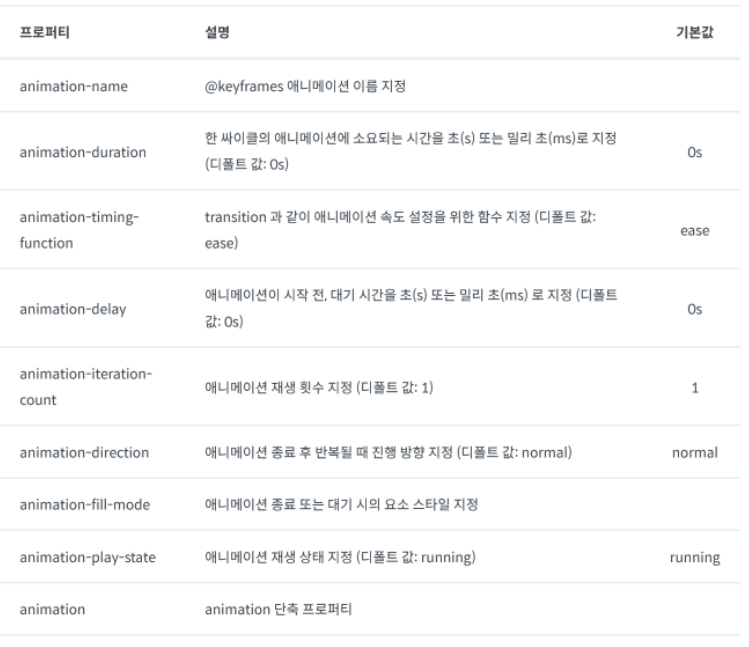 프로퍼티 설명 기본값
animation-name @keyframes 애니메이션 이름 지정
animation-duration 한 싸이클의 애니메이션에 소요되는 시간을 초(s) 또는 밀리 초(ms)로 지정
(디폴트 값: 0s) 0s
animation-timing- transition 과 같이 애니메이션 속도 설정을 위한 함수 지정 (디폴트 값:
function ease) ease
animation-delay 애니메이션이 시작 전, 대기 시간을 초(s) 또는 밀리 초(ms) 로 지정 (디폴트
값: 0s) 0s
animation-iteration-
count 애니메이션 재생 횟수 지정 (디폴트 값: 1) 1
animation-direction 애니메이션 종료 후 반복될 때 진행 방향 지정 (디폴트 값: normal) normal
animation-fill-mode 애니메이션 종료 또는 대기 시의 요소 스타일 지정
animation-play-state 애니메이션 재생 상태 지정 (디폴트 값: running) running
animation animation 단축 프로퍼티